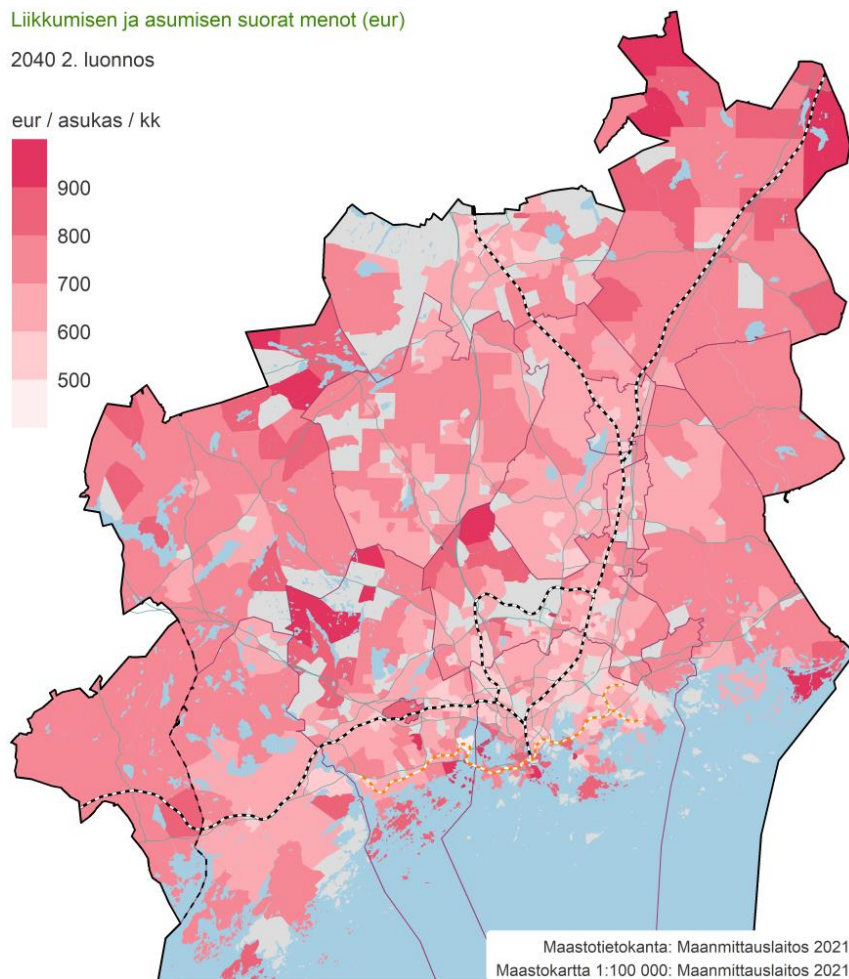 Liikkumisen ja asumisen suorat menot (eur)
2040 2. luonnos
eur / asukas / kk
900
800
700
600
500
Maastotietokanta: Maanmittauslaitos 2021
Maastokartta 1:100 000: Maanmittauslaitos 2021